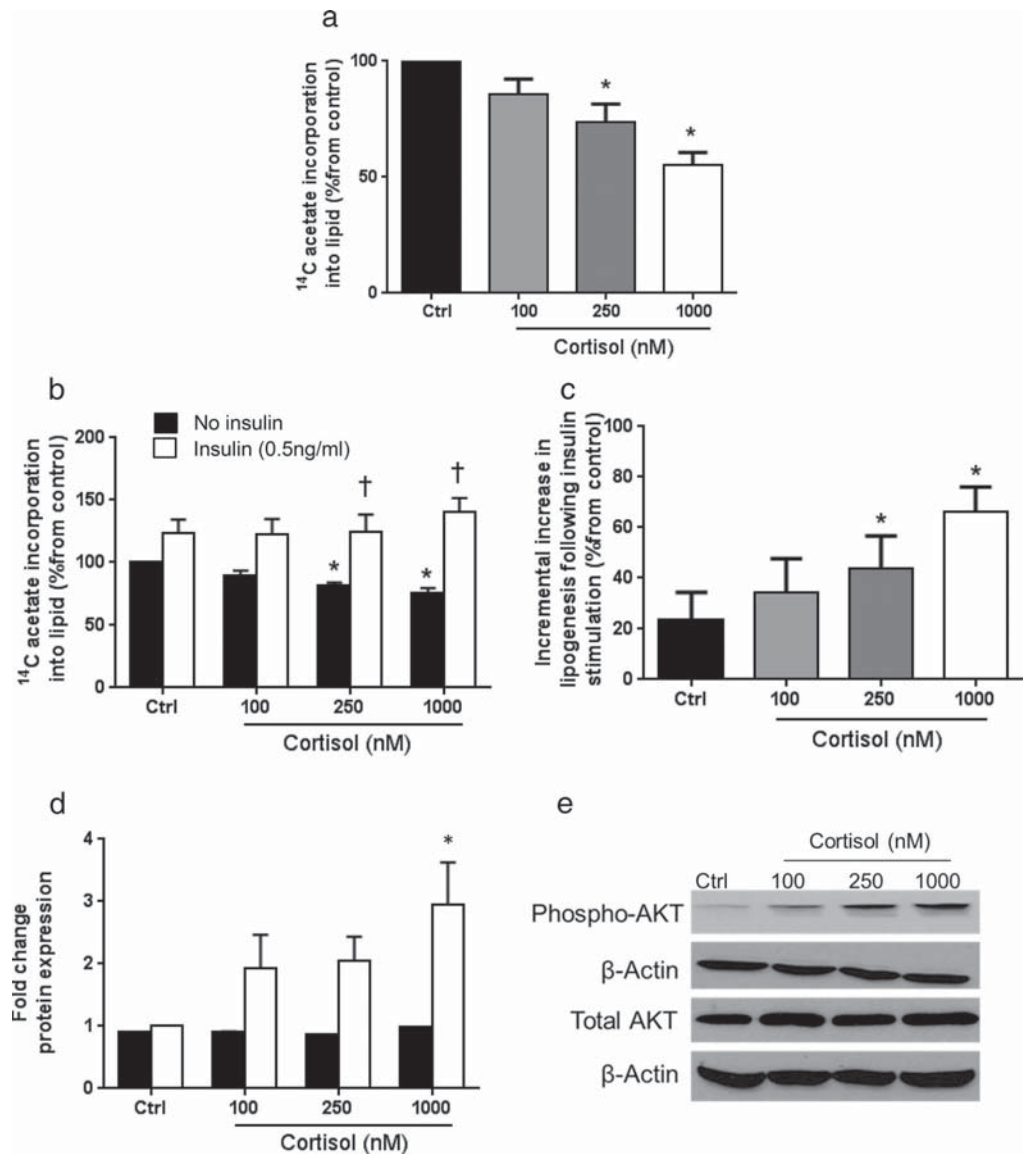 a
¹⁴C acetate incorporation
into lipid (%from control)
100
50
0
*
*
Ctrl
100
250
1000
Cortisol (nM)
b
No insulin
Insulin (0.5ng/ml)
¹⁴C acetate incorporation
into lipid (%from control)
200
150
100
50
0
†
†
*
*
Ctrl
100
250
1000
Cortisol (nM)
c
Incremental increase in
lipogenesis following insulin
stimulation (%from control)
100
80
60
40
20
0
*
*
Ctrl
100
250
1000
Cortisol (nM)
d
Fold change
protein expression
4
3
2
1
0
*
Ctrl
100
250
1000
Cortisol (nM)
e
Cortisol (nM)
Ctrl
100
250
1000
Phospho-AKT
β-Actin
Total AKT
β-Actin